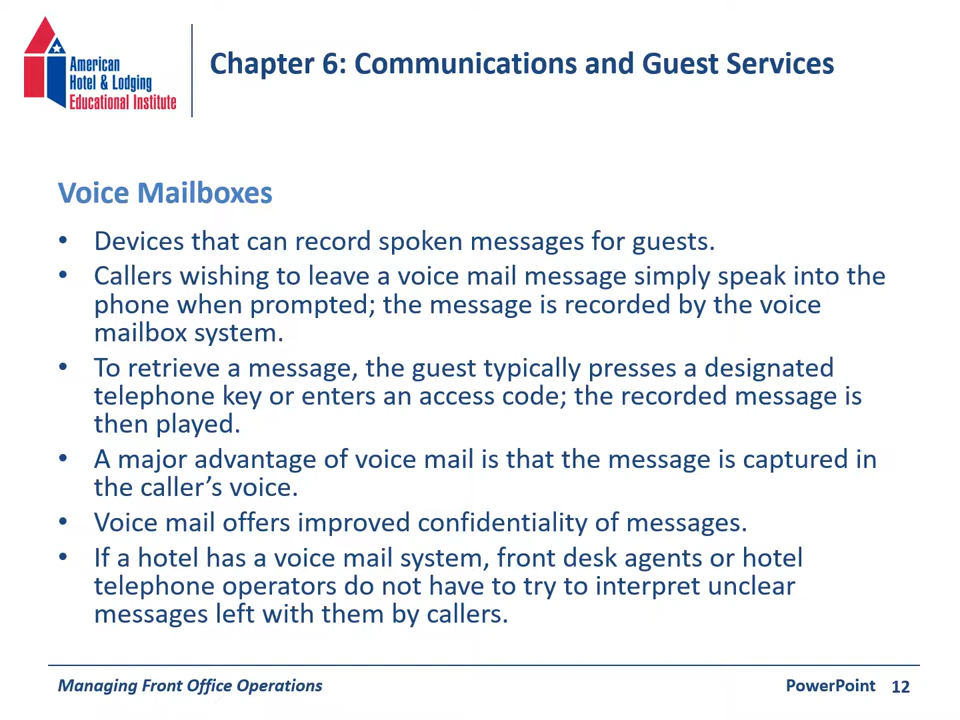 American
Hotel & Lodging
Educational Institute
Chapter 6: Communications and Guest Services
Voice Mailboxes
• Devices that can record spoken messages for guests.
• Callers wishing to leave a voice mail message simply speak into the
phone when prompted; the message is recorded by the voice
mailbox system.
• To retrieve a message, the guest typically presses a designated
telephone key or enters an access code; the recorded message is
then played.
• A major advantage of voice mail is that the message is captured in
the caller’s voice.
• Voice mail offers improved confidentiality of messages.
• If a hotel has a voice mail system, front desk agents or hotel
telephone operators do not have to try to interpret unclear
messages left with them by callers.
Managing Front Office Operations
PowerPoint 12